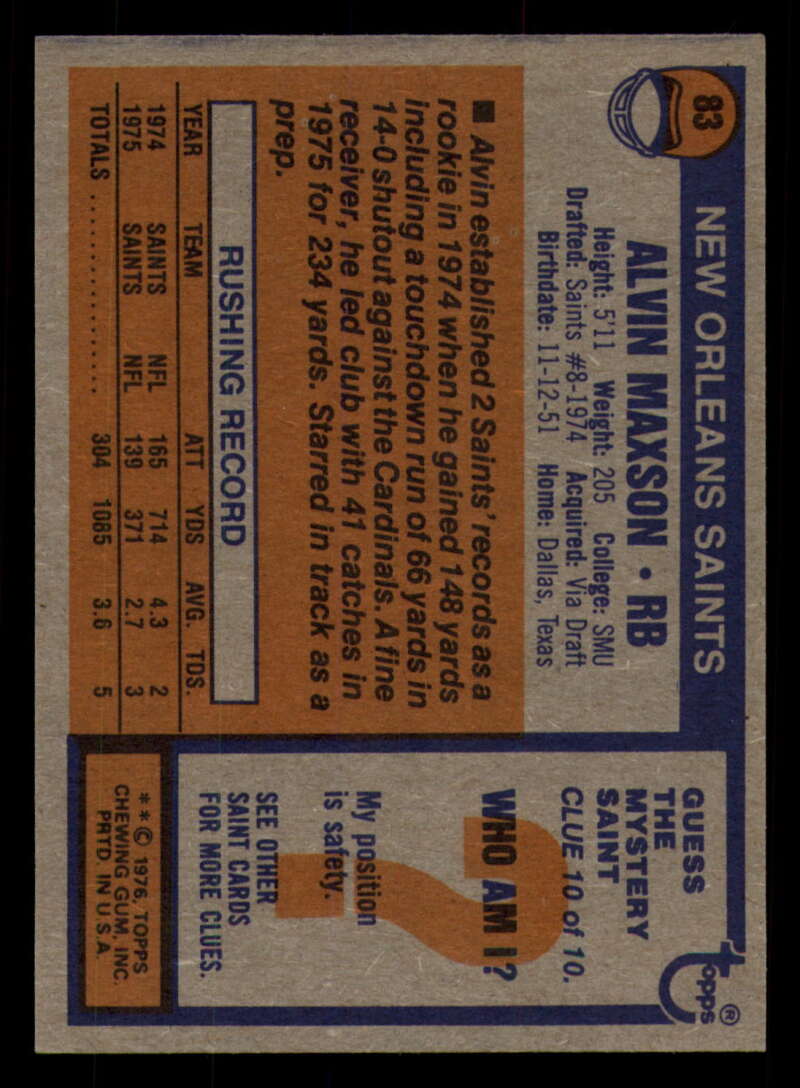 83
NEW ORLEANS SAINTS
ALVIN MAXSON • RB
Height: 5'11 Weight: 205 College: SMU
Drafted: Saints #8-1974 Acquired: Via Draft
Birthdate: 11-12-51 Home: Dallas, Texas
■ Alvin established 2 Saints' records as a
rookie in 1974 when he gained 148 yards
including a touchdown run of 66 yards in
14-0 shutout against the Cardinals. A fine
receiver, he led club with 41 catches in
1975 for 234 yards. Starred in track as a
prep.
RUSHING RECORD
YEAR TEAM ATT YDS AVG. TDS.
1974 SAINTS NFL 165 714 4.3 2
1975 SAINTS NFL 139 371 2.7 3
TOTALS .................... 304 1085 3.6 5
topps®
GUESS
THE
MYSTERY
SAINT
CLUE 10 of 10.
?
WHO AM I?
My position
is safety.
SEE OTHER
SAINT CARDS
FOR MORE CLUES.
**© 1976, TOPPS
CHEWING GUM, INC.
PRTD. IN U.S.A.